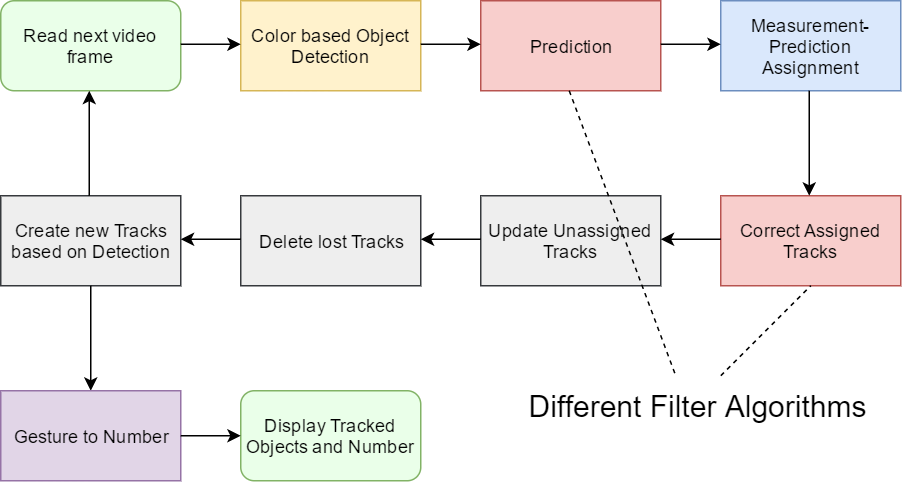 Read next video
frame
Color based Object
Detection
Prediction
Measurement-
Prediction
Assignment
Create new Tracks
based on Detection
Delete lost Tracks
Update Unassigned
Tracks
Correct Assigned
Tracks
Different Filter Algorithms
Gesture to Number
Display Tracked
Objects and Number